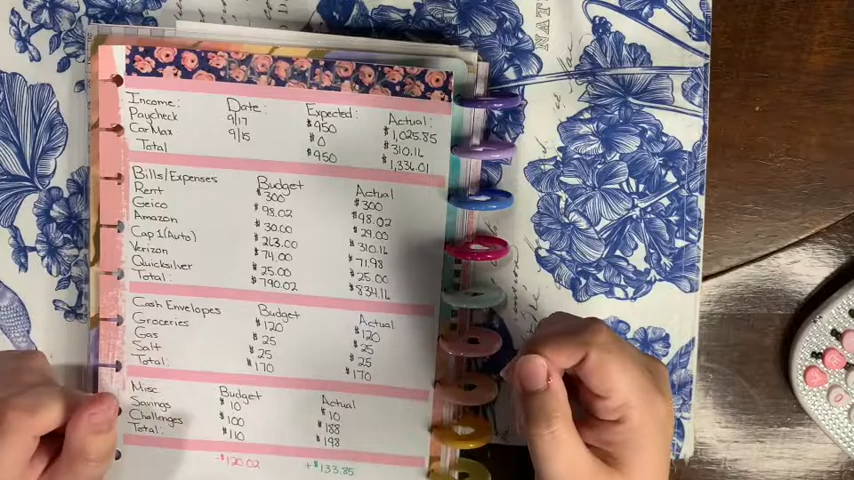 Income: Date: Expected: Actual:
Paycheck 9/17 $950 $1,025.85
CarMax 9/15 $0 $310.16
Total $950 $1,336.01
Bills/Expenses Budget Actual
Rent $300 $300
Geico $98.02 $98.02
Amazon $30.00 $29.00
Cap 1 (Auto) $213.00 $310.16
Verizon $74.00 $71.98
Quicksilver $75.00 $25.00
Total: $790.02 $834.16
Cash Envelopes Budget Actual
Groceries $120 $120
Gas $25 $25
Salt $25 $25
Total $170 $170
Misc Budget Actual
Savings $10 $10
Challenges $100 $188
Total: $110 $198
-$120.02 +$133.85